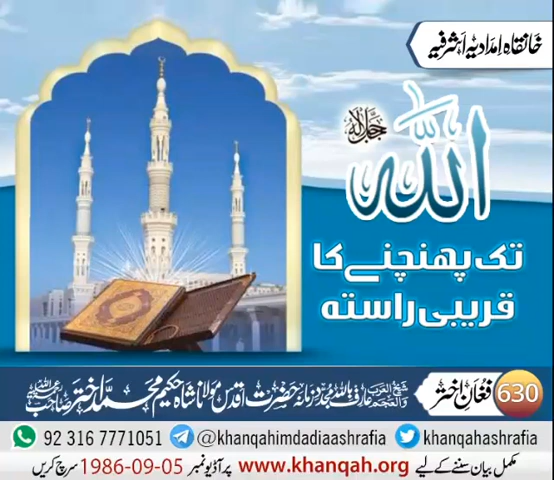 خانقاہ امدادیہ اشرفیہ
اللہ جل جلالہ
تک پھنچنے کا
قریبی راستہ
630 فغان اختر شیخ العرب والعجم عارف باللہ مجدد زمانہ حضرت اقدس مولانا شاہ حکیم محمد اختر صاحب
92 316 7771051 @khanqahimdadiaashrafia khanqahashrafia
مکمل بیان سننے کے لیے www.khanqah.org پر آڈیو نمبر 1986-09-05 سرچ کریں